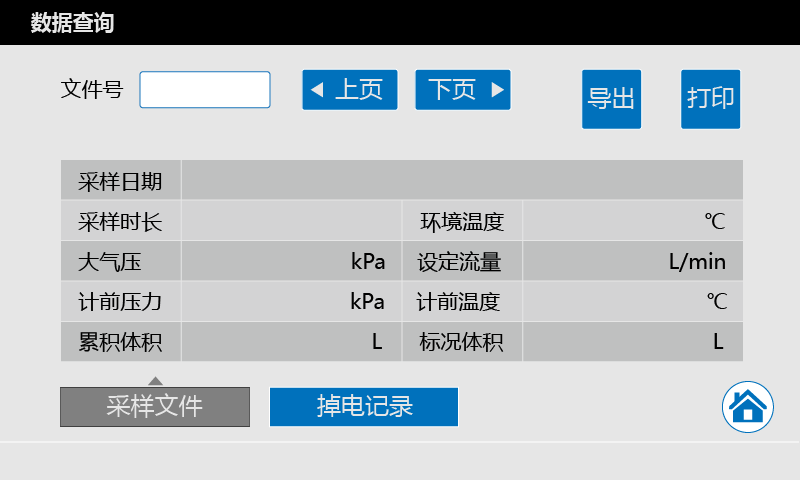 数据查询
文件号 上页 下页 导出 打印
采样日期
采样时长 环境温度 ℃
大气压 kPa 设定流量 L/min
计前压力 kPa 计前温度 ℃
累积体积 L 标况体积 L
采样文件 掉电记录